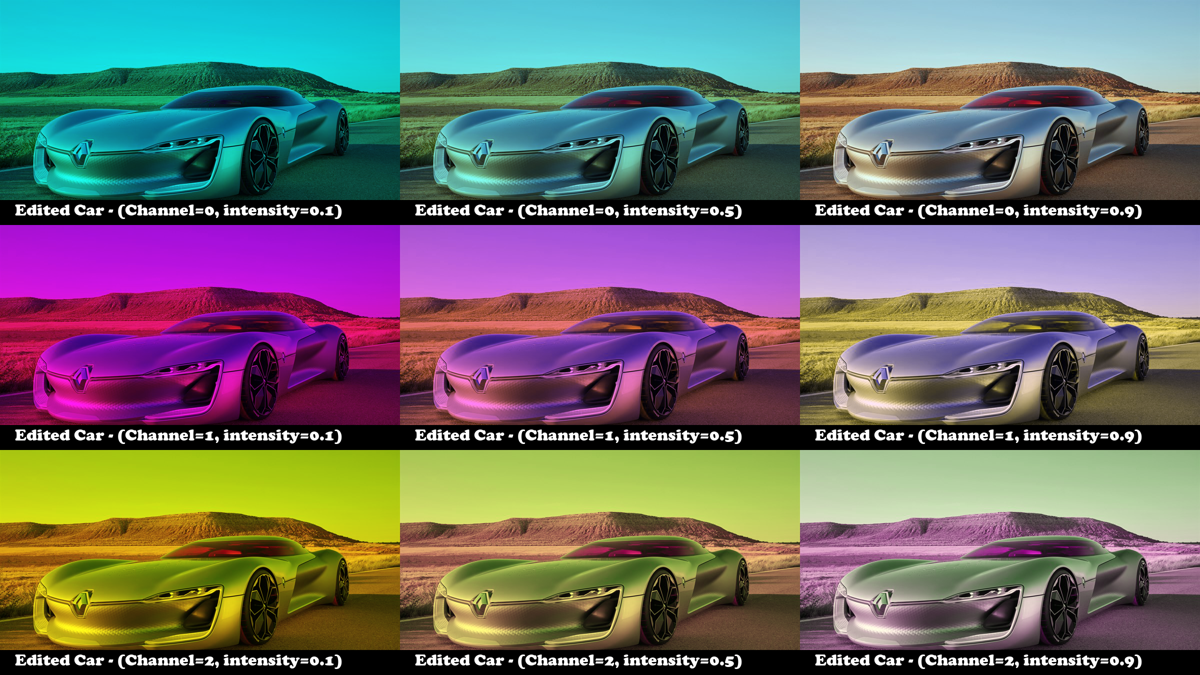 Edited Car - (Channel=0, intensity=0.1)
Edited Car - (Channel=0, intensity=0.5)
Edited Car - (Channel=0, intensity=0.9)
Edited Car - (Channel=1, intensity=0.1)
Edited Car - (Channel=1, intensity=0.5)
Edited Car - (Channel=1, intensity=0.9)
Edited Car - (Channel=2, intensity=0.1)
Edited Car - (Channel=2, intensity=0.5)
Edited Car - (Channel=2, intensity=0.9)